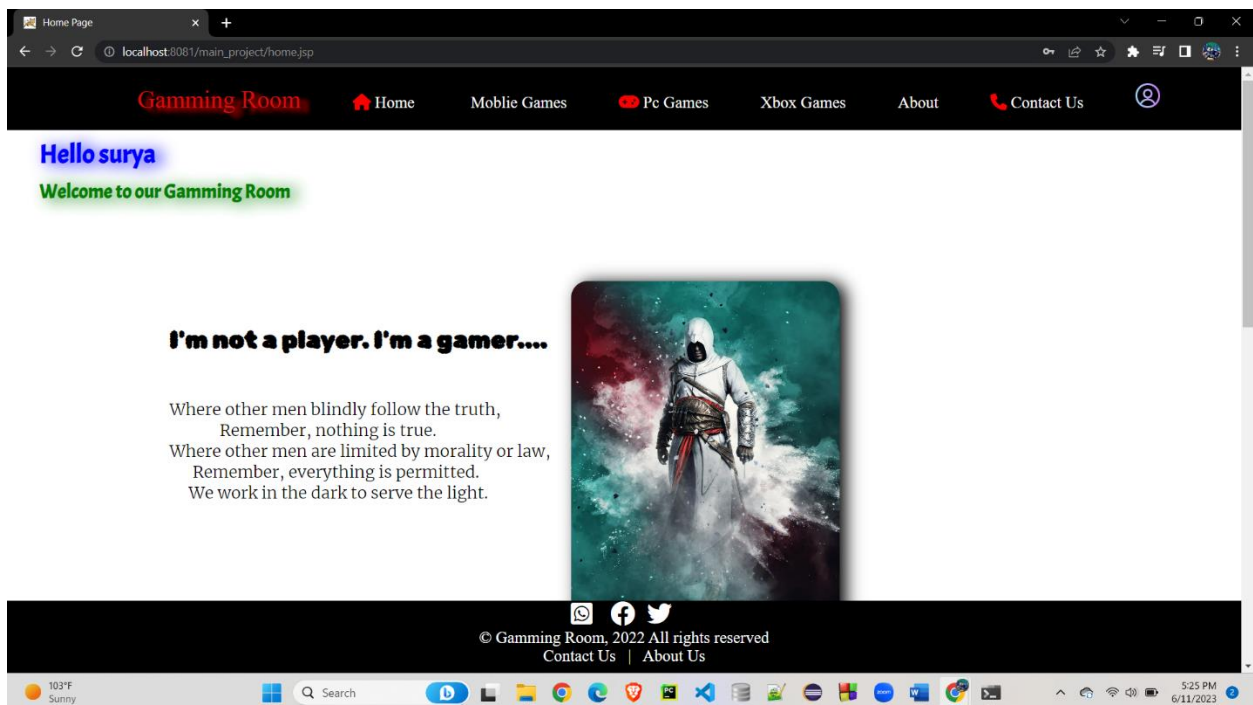 Home Page
localhost:8081/main_project/home.jsp
Gamming Room
Home
Moblie Games
Pc Games
Xbox Games
About
Contact Us
Hello surya
Welcome to our Gamming Room
I'm not a player. I'm a gamer....
Where other men blindly follow the truth,
Remember, nothing is true.
Where other men are limited by morality or law,
Remember, everything is permitted.
We work in the dark to serve the light.
© Gamming Room, 2022 All rights reserved
Contact Us | About Us
103°F
Sunny
Search
5:25 PM
6/11/2023
2